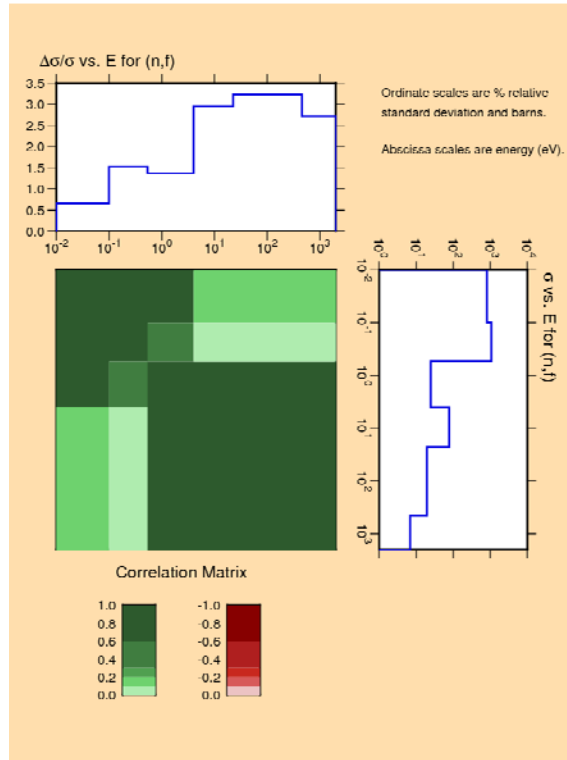 Δσ/σ vs. E for (n,f)
3.5
3.0
2.5
2.0
1.5
1.0
0.5
0.0
10⁻² 10⁻¹ 10⁰ 10¹ 10² 10³
Ordinate scales are % relative
standard deviation and barns.
Abscissa scales are energy (eV).
10⁰ 10¹ 10² 10³ 10⁴
σ vs. E for (n,f)
10⁻²
10⁻¹
10⁰
10¹
10²
10³
Correlation Matrix
1.0 -1.0
0.8 -0.8
0.6 -0.6
0.4 -0.4
0.2 -0.2
0.0 0.0